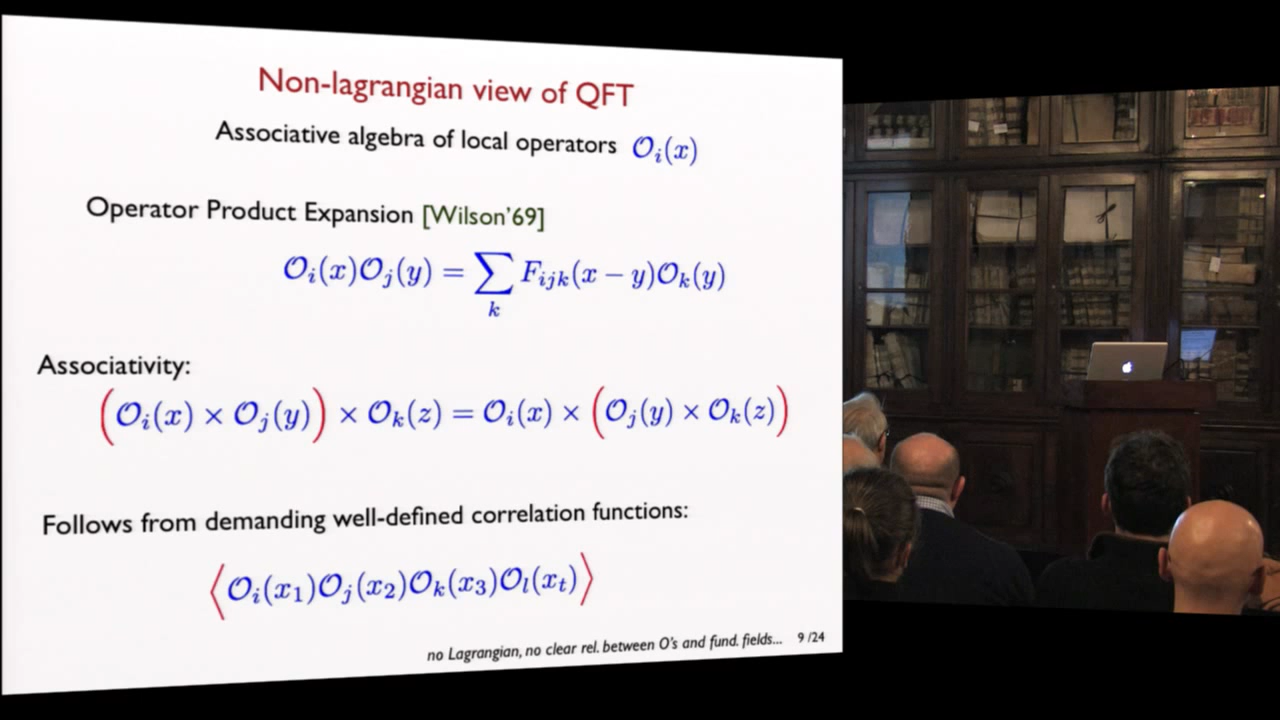 Non-lagrangian view of QFT
Associative algebra of local operators 𝒪ᵢ(x)
Operator Product Expansion [Wilson'69]
𝒪ᵢ(x)𝒪ⱼ(y) = ∑ₖ Fᵢⱼₖ(x − y)𝒪ₖ(y)
Associativity:
(𝒪ᵢ(x) × 𝒪ⱼ(y)) × 𝒪ₖ(z) = 𝒪ᵢ(x) × (𝒪ⱼ(y) × 𝒪ₖ(z))
Follows from demanding well-defined correlation functions:
⟨𝒪ᵢ(x₁)𝒪ⱼ(x₂)𝒪ₖ(x₃)𝒪ₗ(xₜ)⟩
no Lagrangian, no clear rel. between O's and fund. fields... 9 /24